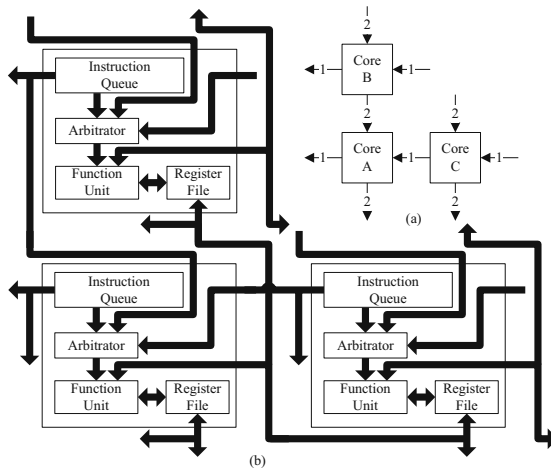 Instruction
Queue
Arbitrator
Function
Unit
Register
File
2
Core
B
1
1
2
2
Core
A
Core
C
1
1
1
2
2
(a)
Instruction
Queue
Arbitrator
Function
Unit
Register
File
Instruction
Queue
Arbitrator
Function
Unit
Register
File
(b)